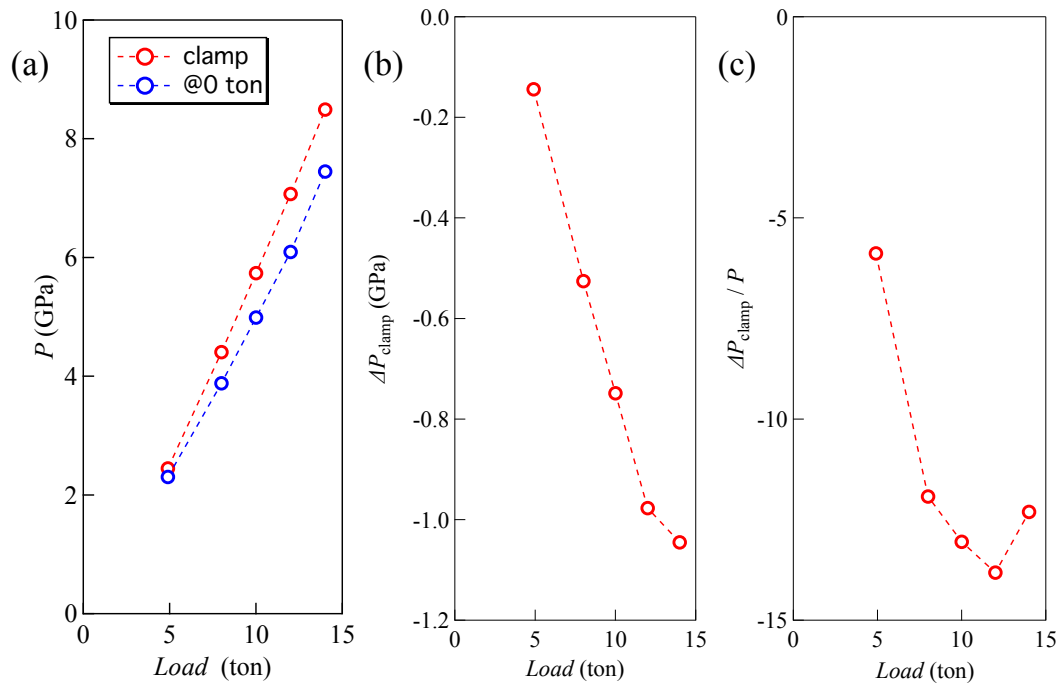 (a)
clamp
@0 ton
10
8
6
4
2
0
P (GPa)
0 5 10 15
Load (ton)
(b)
0.0
-0.2
-0.4
-0.6
-0.8
-1.0
-1.2
ΔPclamp (GPa)
0 5 10 15
Load (ton)
(c)
0
-5
-10
-15
ΔPclamp / P
0 5 10 15
Load (ton)